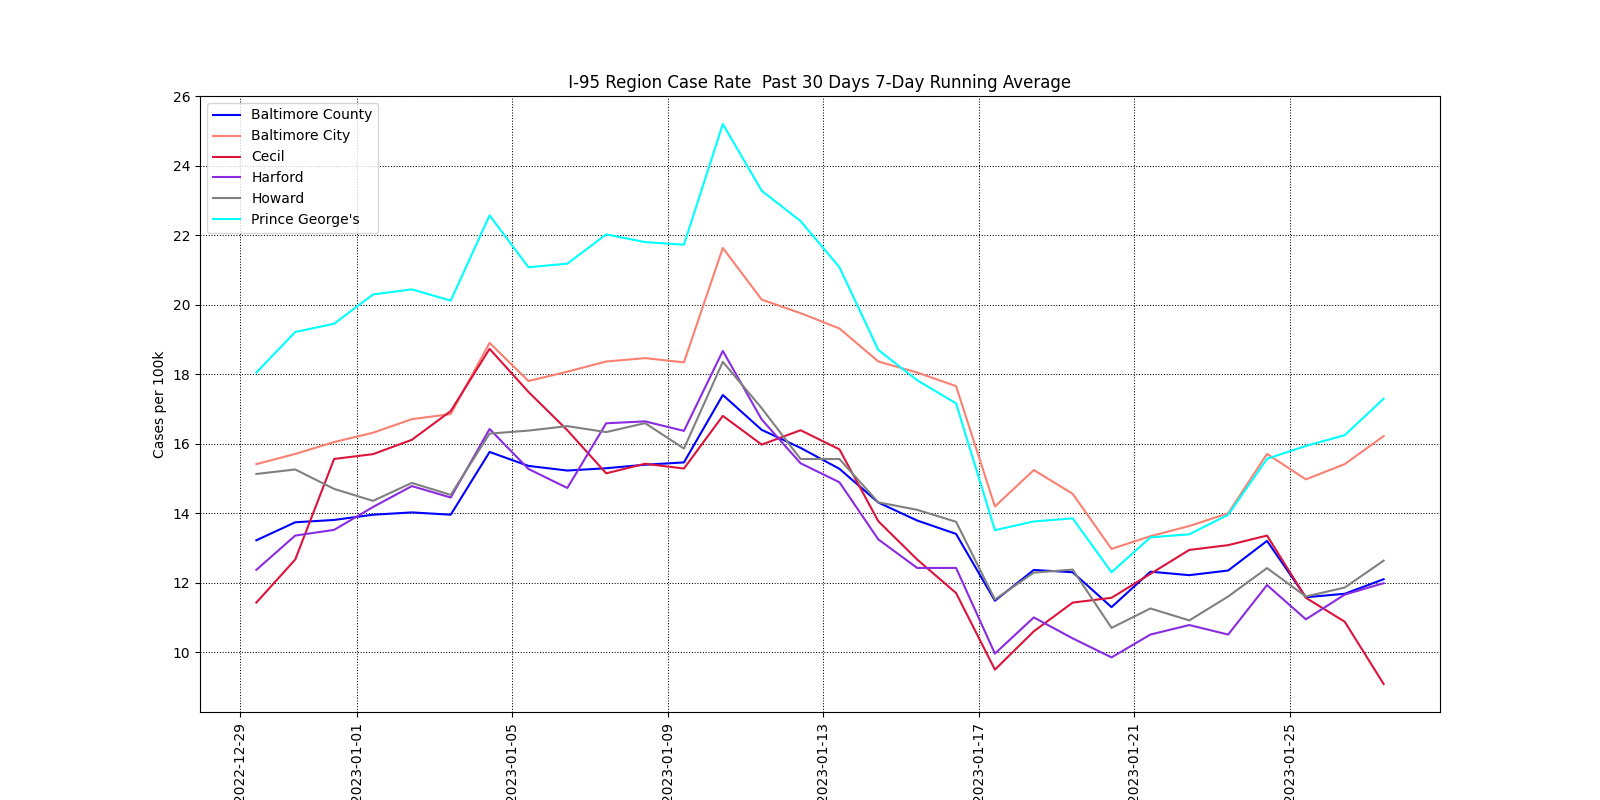 I-95 Region Case Rate  Past 30 Days 7-Day Running Average
Baltimore County
Baltimore City
Cecil
Harford
Howard
Prince George's
Cases per 100k
26
24
22
20
18
16
14
12
10
2022-12-29
2023-01-01
2023-01-05
2023-01-09
2023-01-13
2023-01-17
2023-01-21
2023-01-25